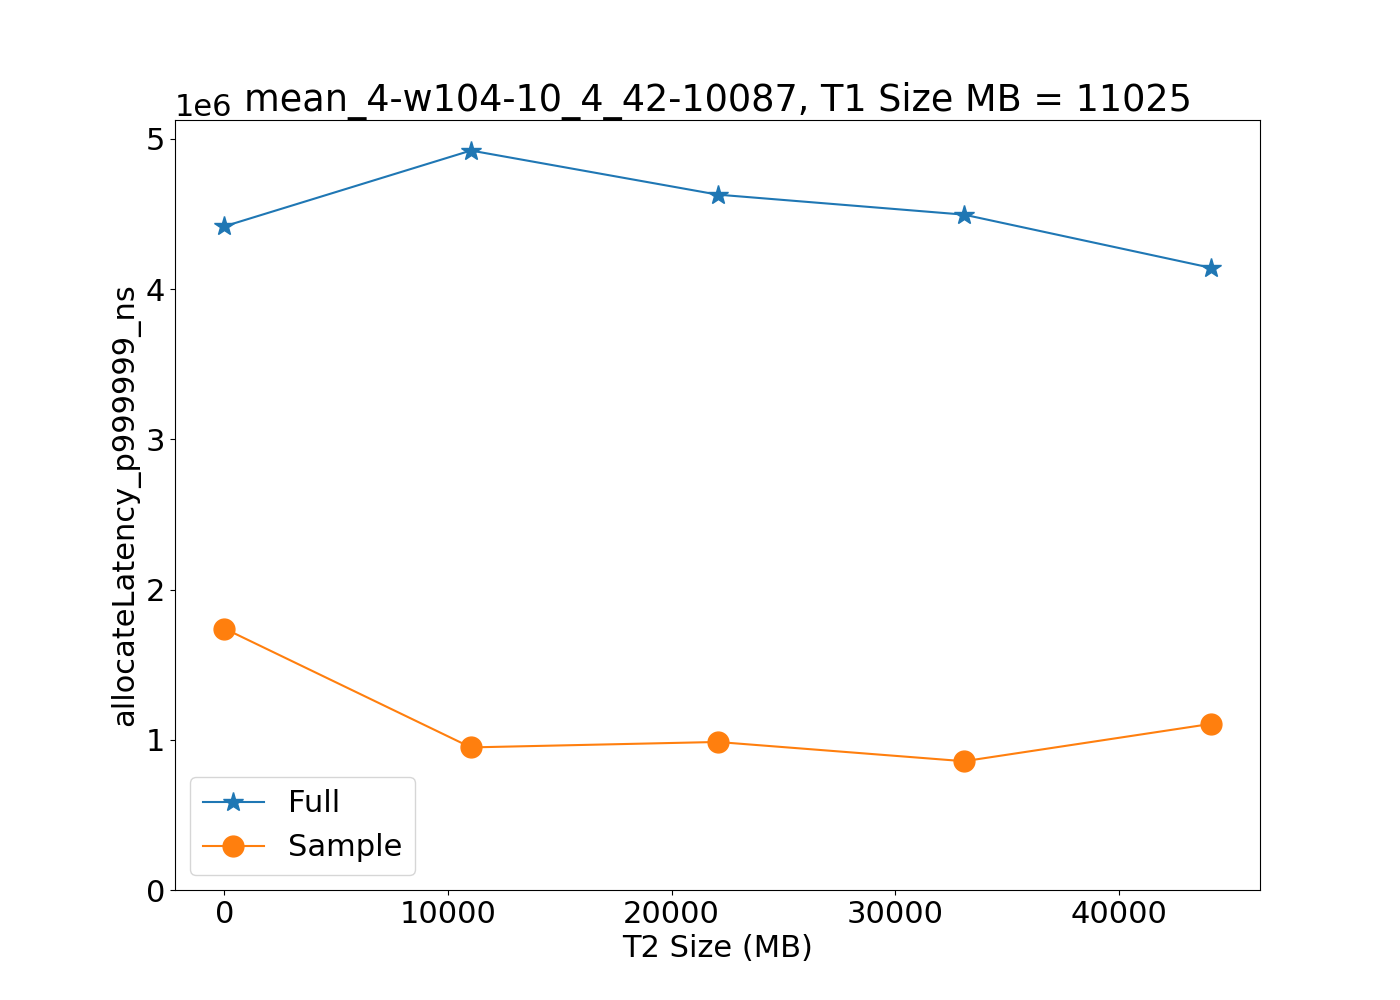 1e6
mean_4-w104-10_4_42-10087, T1 Size MB = 11025
allocateLatency_p999999_ns
5
4
3
2
1
0
Full
Sample
0 10000 20000 30000 40000
T2 Size (MB)